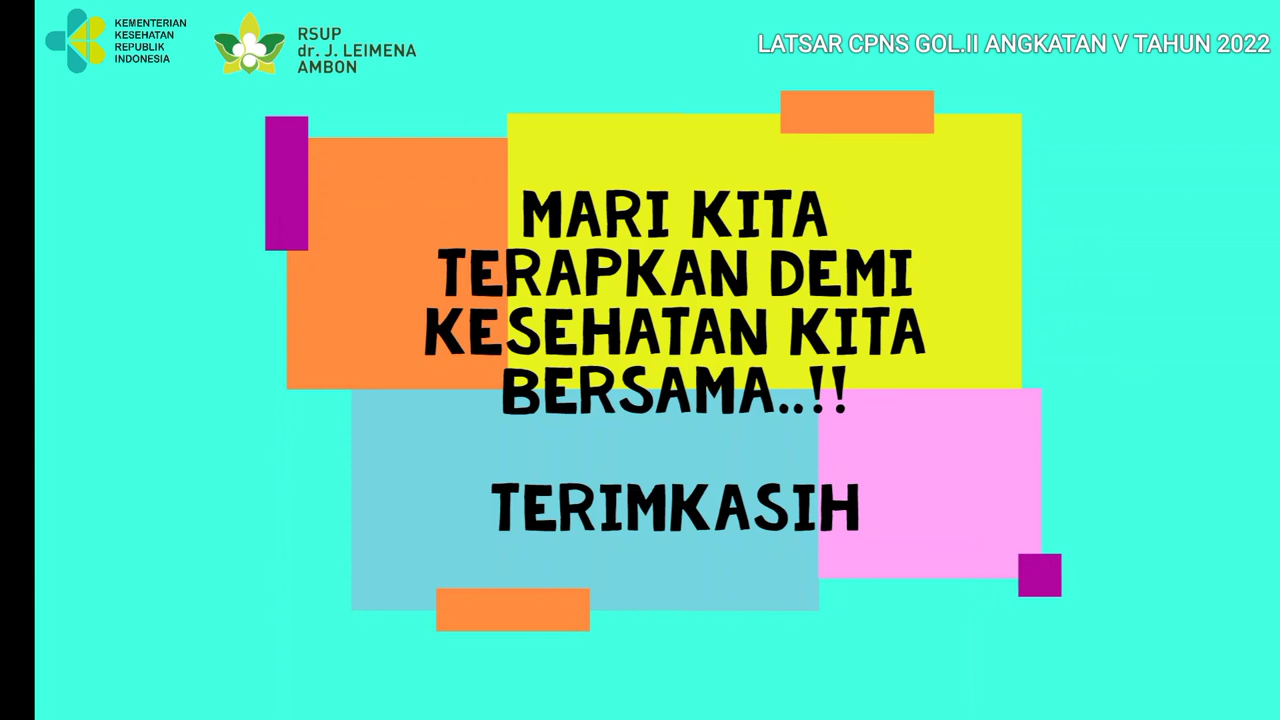 KEMENTERIAN
KESEHATAN
REPUBLIK
INDONESIA
RSUP
dr. J. LEIMENA
AMBON
LATSAR CPNS GOL.II ANGKATAN V TAHUN 2022
MARI KITA
TERAPKAN DEMI
KESEHATAN KITA
BERSAMA..!!
TERIMKASIH